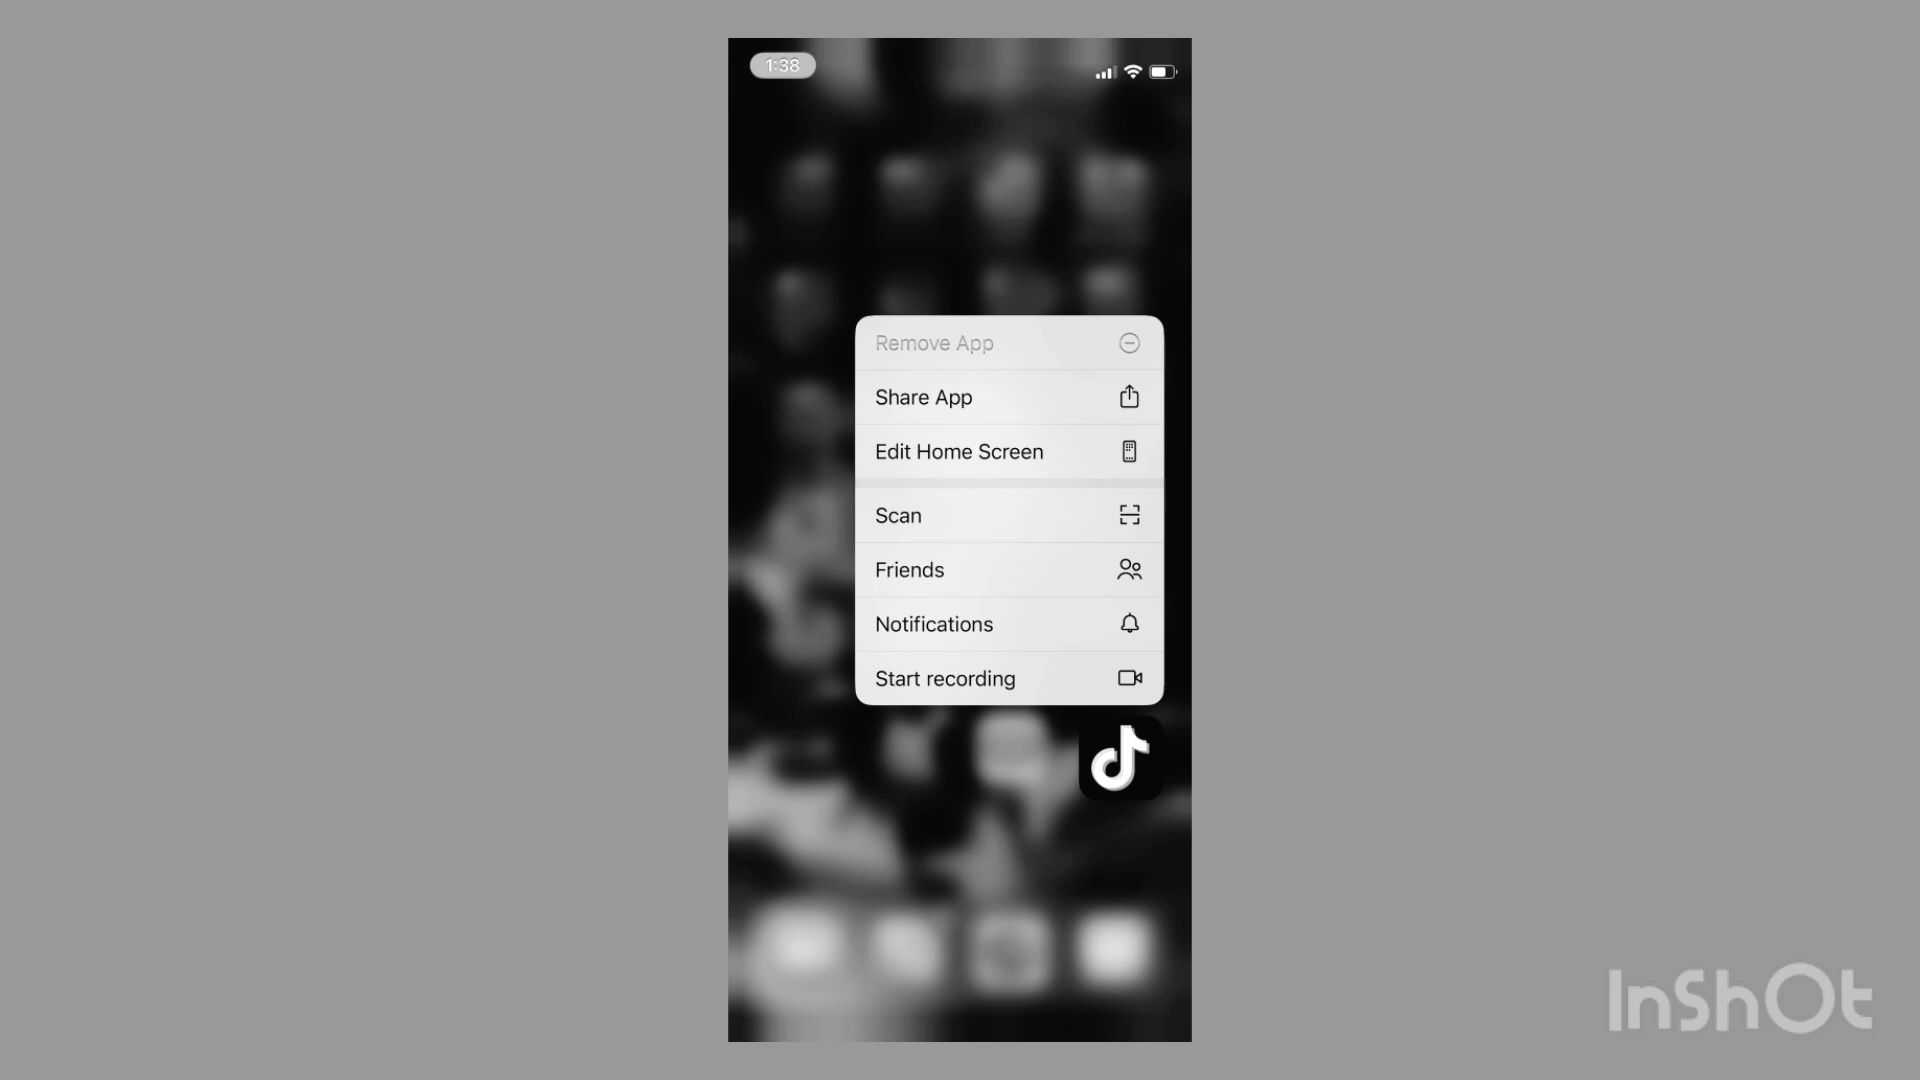 1:38
Remove App
Share App
Edit Home Screen
Scan
Friends
Notifications
Start recording
InShOt